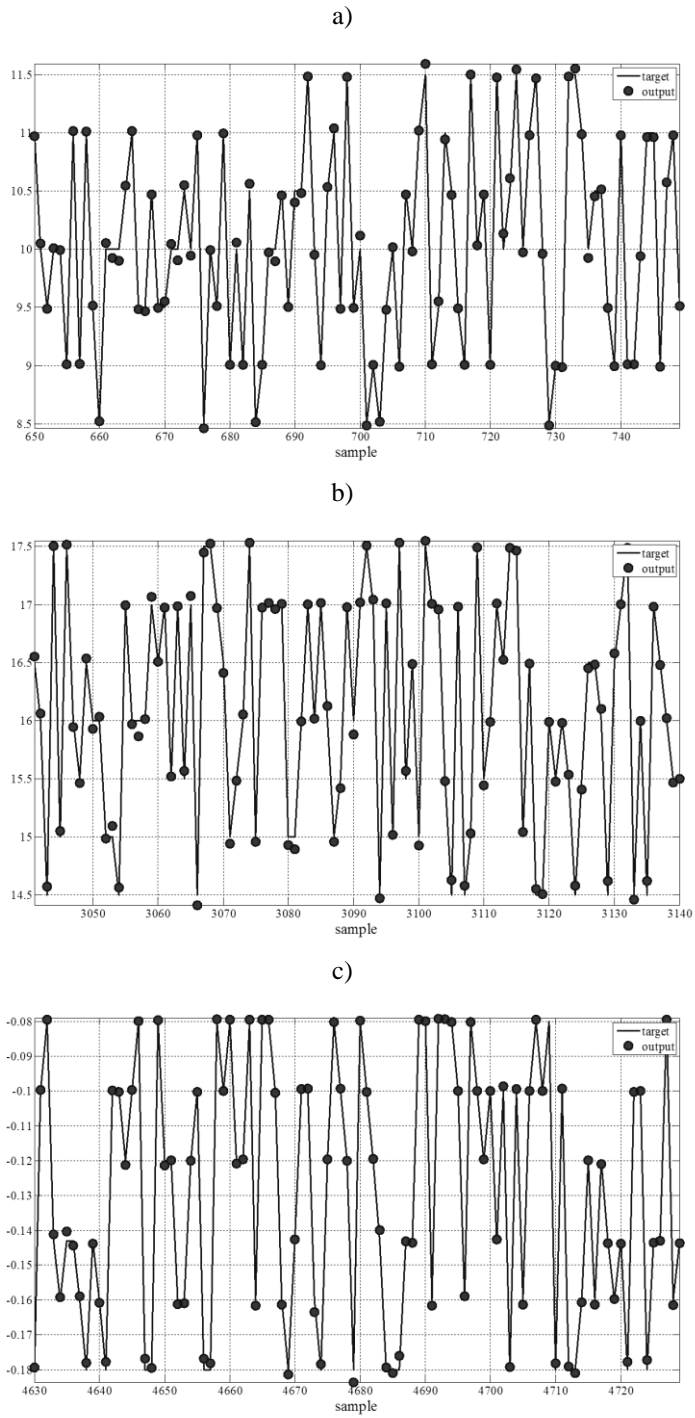 a)
11.5
11
10.5
10
9.5
9
8.5
650 660 670 680 690 700 710 720 730 740
sample
target
output
b)
17.5
17
16.5
16
15.5
15
14.5
3050 3060 3070 3080 3090 3100 3110 3120 3130 3140
sample
target
output
c)
-0.08
-0.09
-0.1
-0.11
-0.12
-0.13
-0.14
-0.15
-0.16
-0.17
-0.18
4630 4640 4650 4660 4670 4680 4690 4700 4710 4720
sample
target
output